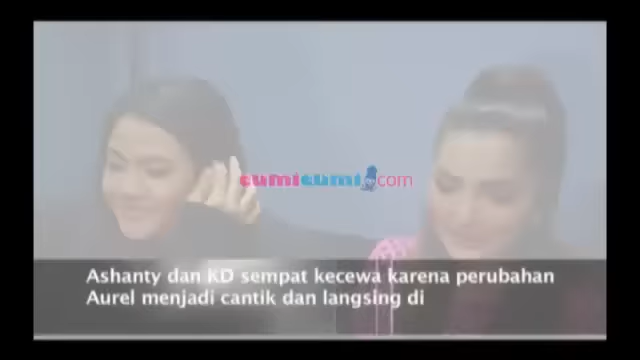 cumicumi.com
Ashanty dan KD sempat kecewa karena perubahan
Aurel menjadi cantik dan langsing di